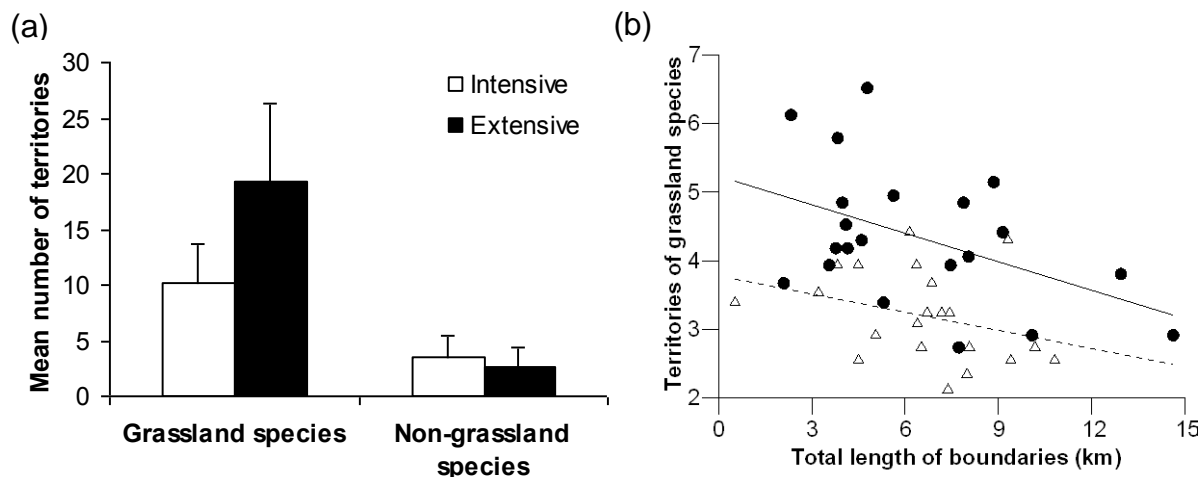 (a)
Mean number of territories
30
25
20
15
10
5
0
Intensive
Extensive
Grassland species
Non-grassland
species
(b)
Territories of grassland species
7
6
5
4
3
2
0
3
6
9
12
15
Total length of boundaries (km)